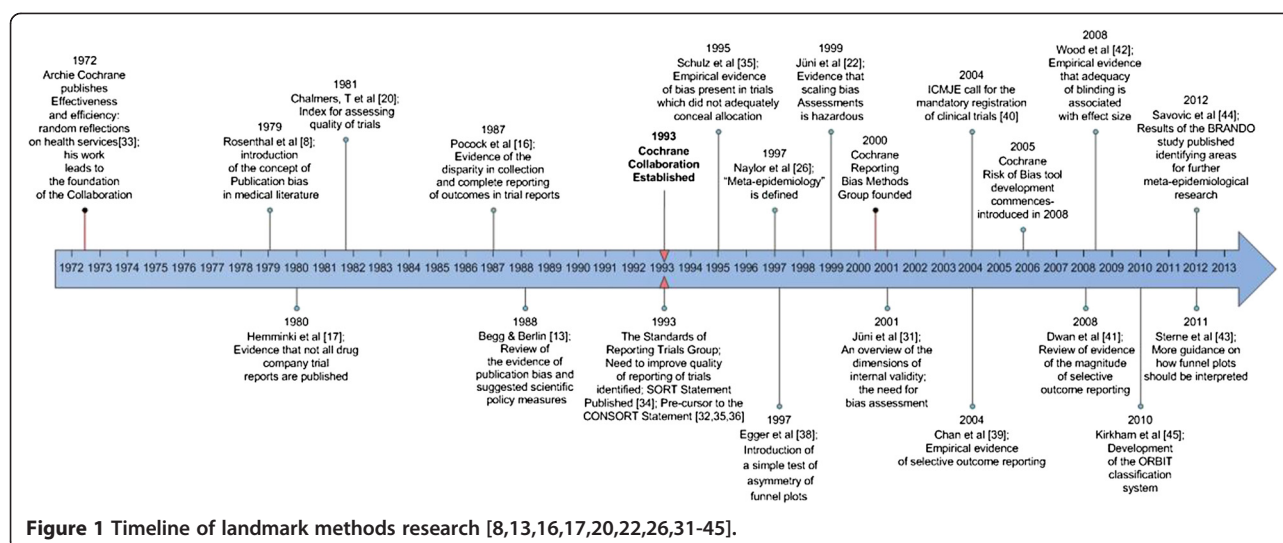 1972
Archie Cochrane
publishes
Effectiveness
and efficiency:
random reflections
on health services[33];
his work
leads to
the foundation
of the Collaboration
1979
Rosenthal et al [8];
introduction
of the concept of
Publication bias
in medical literature
1981
Chalmers, T et al [20];
Index for assessing
quality of trials
1987
Pocock et al [16];
Evidence of the
disparity in collection
and complete reporting
of outcomes in trial reports
1993
Cochrane
Collaboration
Established
1995
Schulz et al [35];
Empirical evidence
of bias present in trials
which did not adequately
conceal allocation
1997
Naylor et al [26];
“Meta-epidemiology”
is defined
1999
Jüni et al [22];
Evidence that
scaling bias
Assessments
is hazardous
2000
Cochrane
Reporting
Bias Methods
Group founded
2004
ICMJE call for the
mandatory registration
of clinical trials [40]
2005
Cochrane
Risk of Bias tool
development
commences-
introduced in 2008
2008
Wood et al [42];
Empirical evidence
that adequacy
of blinding is
associated
with effect size
2012
Savovic et al [44];
Results of the BRANDO
study published
identifying areas
for further
meta-epidemiological
research
1972 1973 1974 1975 1976 1977 1978 1979 1980 1981 1982 1983 1984 1985 1986 1987 1988 1989 1990 1991 1992 1993 1994 1995 1996 1997 1998 1999 2000 2001 2002 2003 2004 2005 2006 2007 2008 2009 2010 2011 2012 2013
1980
Hemminki et al [17];
Evidence that not all drug
company trial
reports are published
1988
Begg & Berlin [13];
Review of
the evidence of
publication bias and
suggested scientific
policy measures
1993
The Standards of
Reporting Trials Group;
Need to improve quality
of reporting of trials
identified; SORT Statement
Published [34]; Pre-cursor to the
CONSORT Statement [32,35,36]
1997
Egger et al [38];
Introduction of
a simple test of
asymmetry of
funnel plots
2001
Jüni et al [31];
An overview of the
dimensions of
internal validity;
the need for
bias assessment
2004
Chan et al [39];
Empirical evidence
of selective outcome reporting
2008
Dwan et al [41];
Review of evidence
of the magnitude
of selective
outcome reporting
2010
Kirkham et al [45];
Development
of the ORBIT
classification
system
2011
Sterne et al [43];
More guidance on
how funnel plots
should be interpreted
Figure 1 Timeline of landmark methods research [8,13,16,17,20,22,26,31-45].